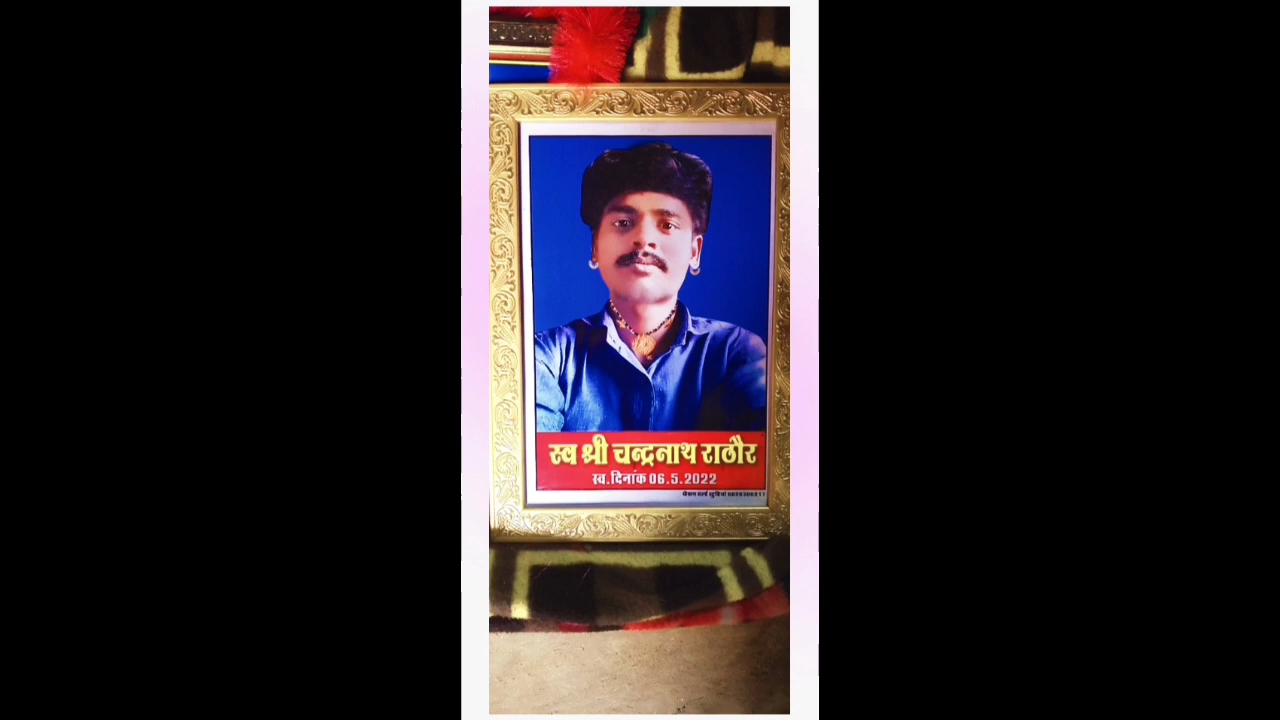 स्व श्री चन्द्रनाथ राठौर
स्व. दिनांक 06.5.2022